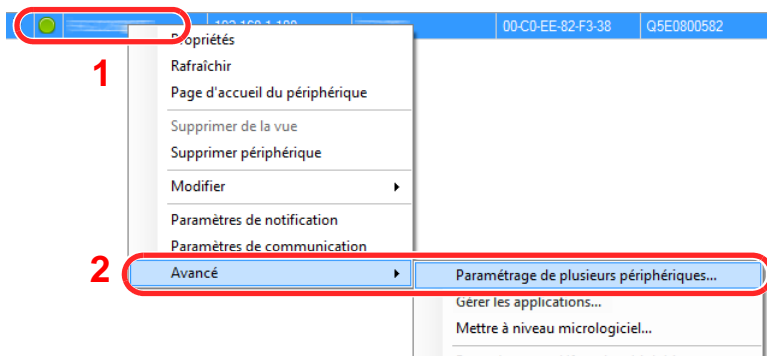 192.168.1.180 00-C0-EE-82-F3-38 Q5E0800582
1
Propriétés
Rafraîchir
Page d'accueil du périphérique
Supprimer de la vue
Supprimer périphérique
Modifier
Paramètres de notification
Paramètres de communication
2
Avancé Paramétrage de plusieurs périphériques...
Gérer les applications...
Mettre à niveau micrologiciel...